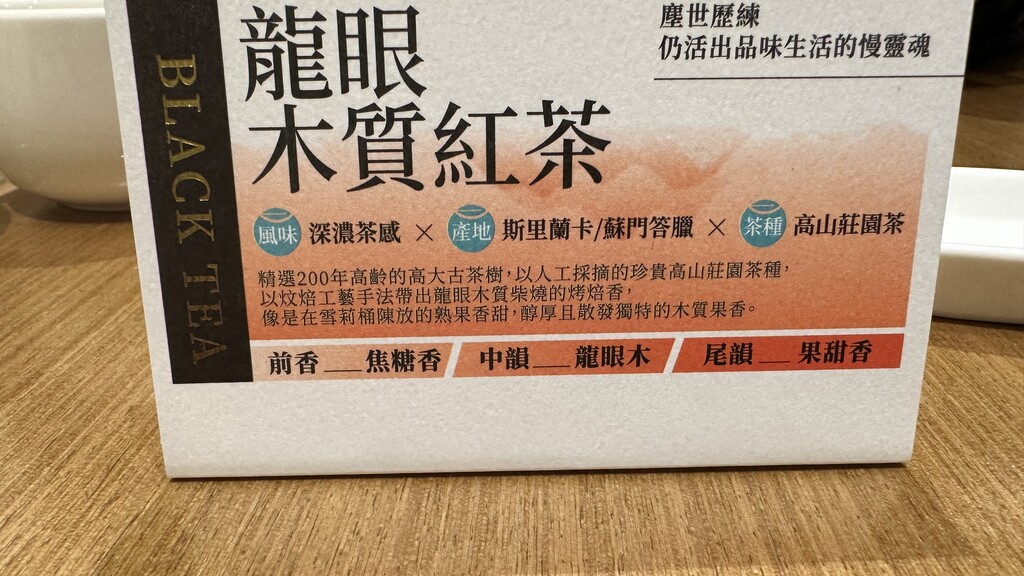 BLACK TEA
龍眼
木質紅茶
塵世歷練
仍活出品味生活的慢靈魂
風味 深濃茶感 × 產地 斯里蘭卡/蘇門答臘 × 茶種 高山莊園茶
精選200年高齡的高大古茶樹,以人工採摘的珍貴高山莊園茶種,
以炆焙工藝手法帶出龍眼木質柴燒的烤焙香,
像是在雪莉桶陳放的熟果香甜,醇厚且散發獨特的木質果香。
前香__焦糖香 中韻__龍眼木 尾韻__果甜香